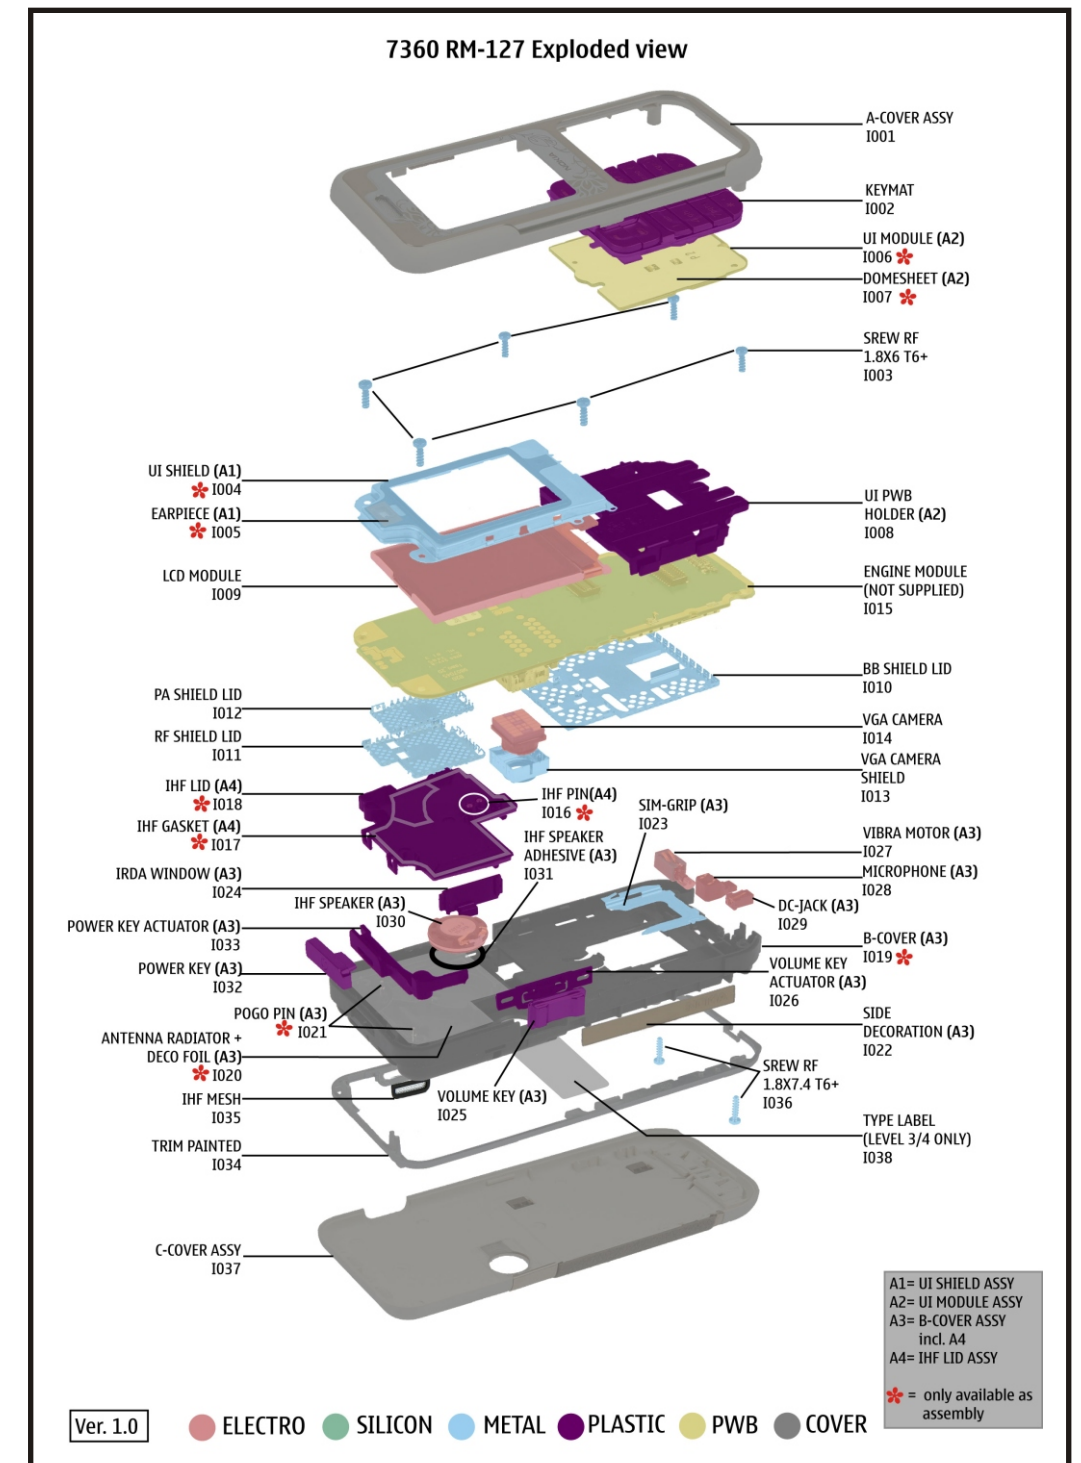 7360 RM-127 Exploded view
A-COVER ASSY
I001
KEYMAT
I002
UI MODULE (A2)
I006
DOMESHEET (A2)
I007
SREW RF
1.8X6 T6+
I003
UI SHIELD (A1)
I004
EARPIECE (A1)
I005
UI PWB
HOLDER (A2)
I008
LCD MODULE
I009
ENGINE MODULE
(NOT SUPPLIED)
I015
BB SHIELD LID
I010
PA SHIELD LID
I012
VGA CAMERA
I014
RF SHIELD LID
I011
VGA CAMERA
SHIELD
I013
IHF LID (A4)
I018
IHF PIN(A4)
I016
SIM-GRIP (A3)
I023
IHF GASKET (A4)
I017
IHF SPEAKER
ADHESIVE (A3)
I031
VIBRA MOTOR (A3)
I027
IRDA WINDOW (A3)
I024
MICROPHONE (A3)
I028
IHF SPEAKER (A3)
I030
DC-JACK (A3)
I029
POWER KEY ACTUATOR (A3)
I033
B-COVER (A3)
I019
POWER KEY (A3)
I032
VOLUME KEY
ACTUATOR (A3)
I026
POGO PIN (A3)
I021
SIDE
DECORATION (A3)
I022
ANTENNA RADIATOR +
DECO FOIL (A3)
I020
SREW RF
1.8X7.4 T6+
I036
IHF MESH
I035
VOLUME KEY (A3)
I025
TYPE LABEL
(LEVEL 3/4 ONLY)
I038
TRIM PAINTED
I034
C-COVER ASSY
I037
A1= UI SHIELD ASSY
A2= UI MODULE ASSY
A3= B-COVER ASSY
incl. A4
A4= IHF LID ASSY
= only available as
assembly
Ver. 1.0
ELECTRO SILICON METAL PLASTIC PWB COVER